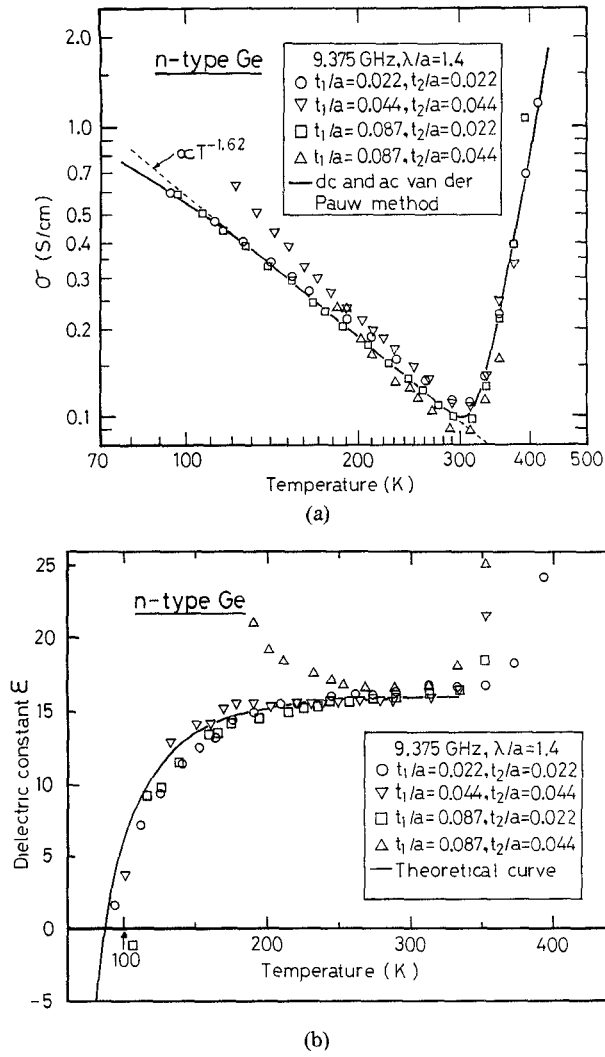 2.0
n-type Ge
9.375 GHz, λ/a=1.4
○ t₁/a=0.022, t₂/a=0.022
▽ t₁/a=0.044, t₂/a=0.044
□ t₁/a=0.087, t₂/a=0.022
△ t₁/a=0.087, t₂/a=0.044
— dc and ac van der
Pauw method
∝T⁻¹·⁶²
1.0
0.7
0.5
0.3
0.2
0.1
σ (S/cm)
70 100 200 300 400 500
Temperature (K)
(a)
25
20
15
10
5
0
-5
Dielectric constant ε
n-type Ge
9.375 GHz, λ/a=1.4
○ t₁/a=0.022, t₂/a=0.022
▽ t₁/a=0.044, t₂/a=0.044
□ t₁/a=0.087, t₂/a=0.022
△ t₁/a=0.087, t₂/a=0.044
— Theoretical curve
100 200 300 400
Temperature (K)
(b)